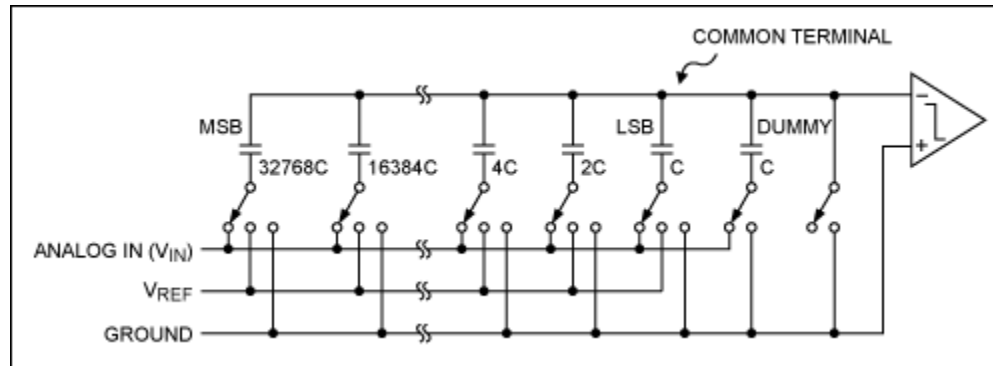 COMMON TERMINAL
MSB
LSB
DUMMY
32768C
16384C
4C
2C
C
C
−
+
ANALOG IN (VIN)
VREF
GROUND